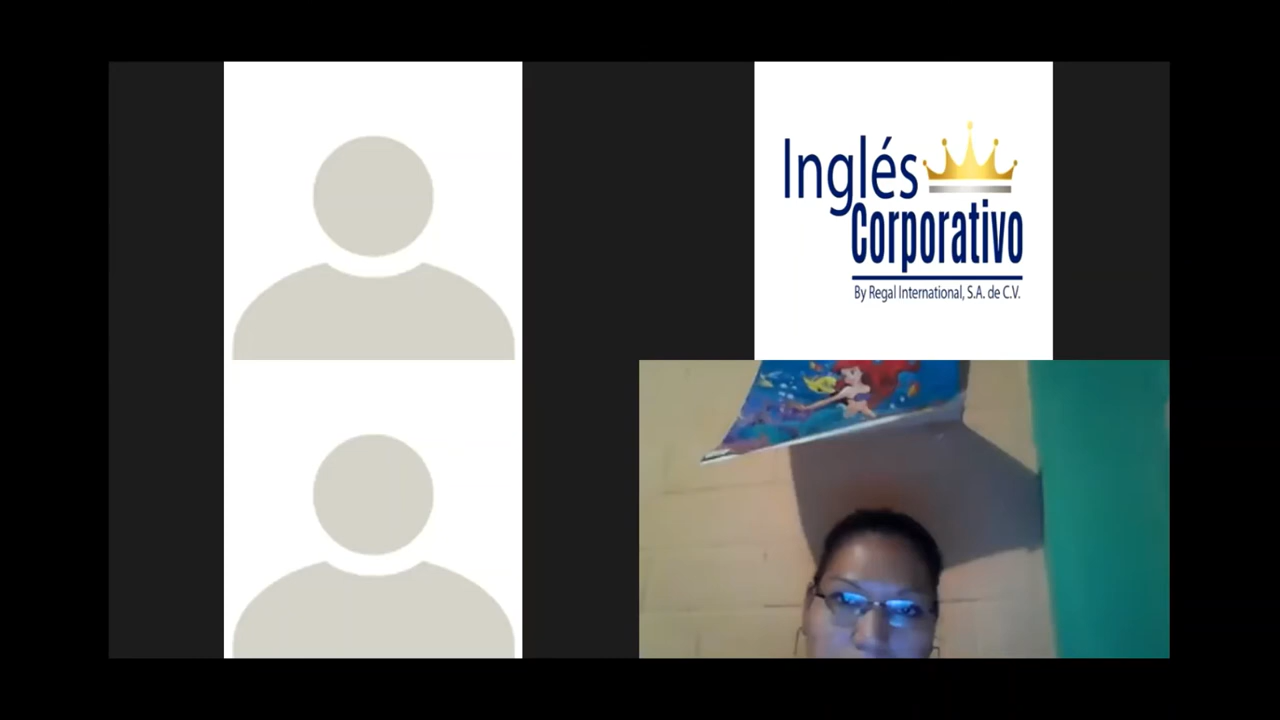 Inglés
Corporativo
By Regal International, S.A. de C.V.